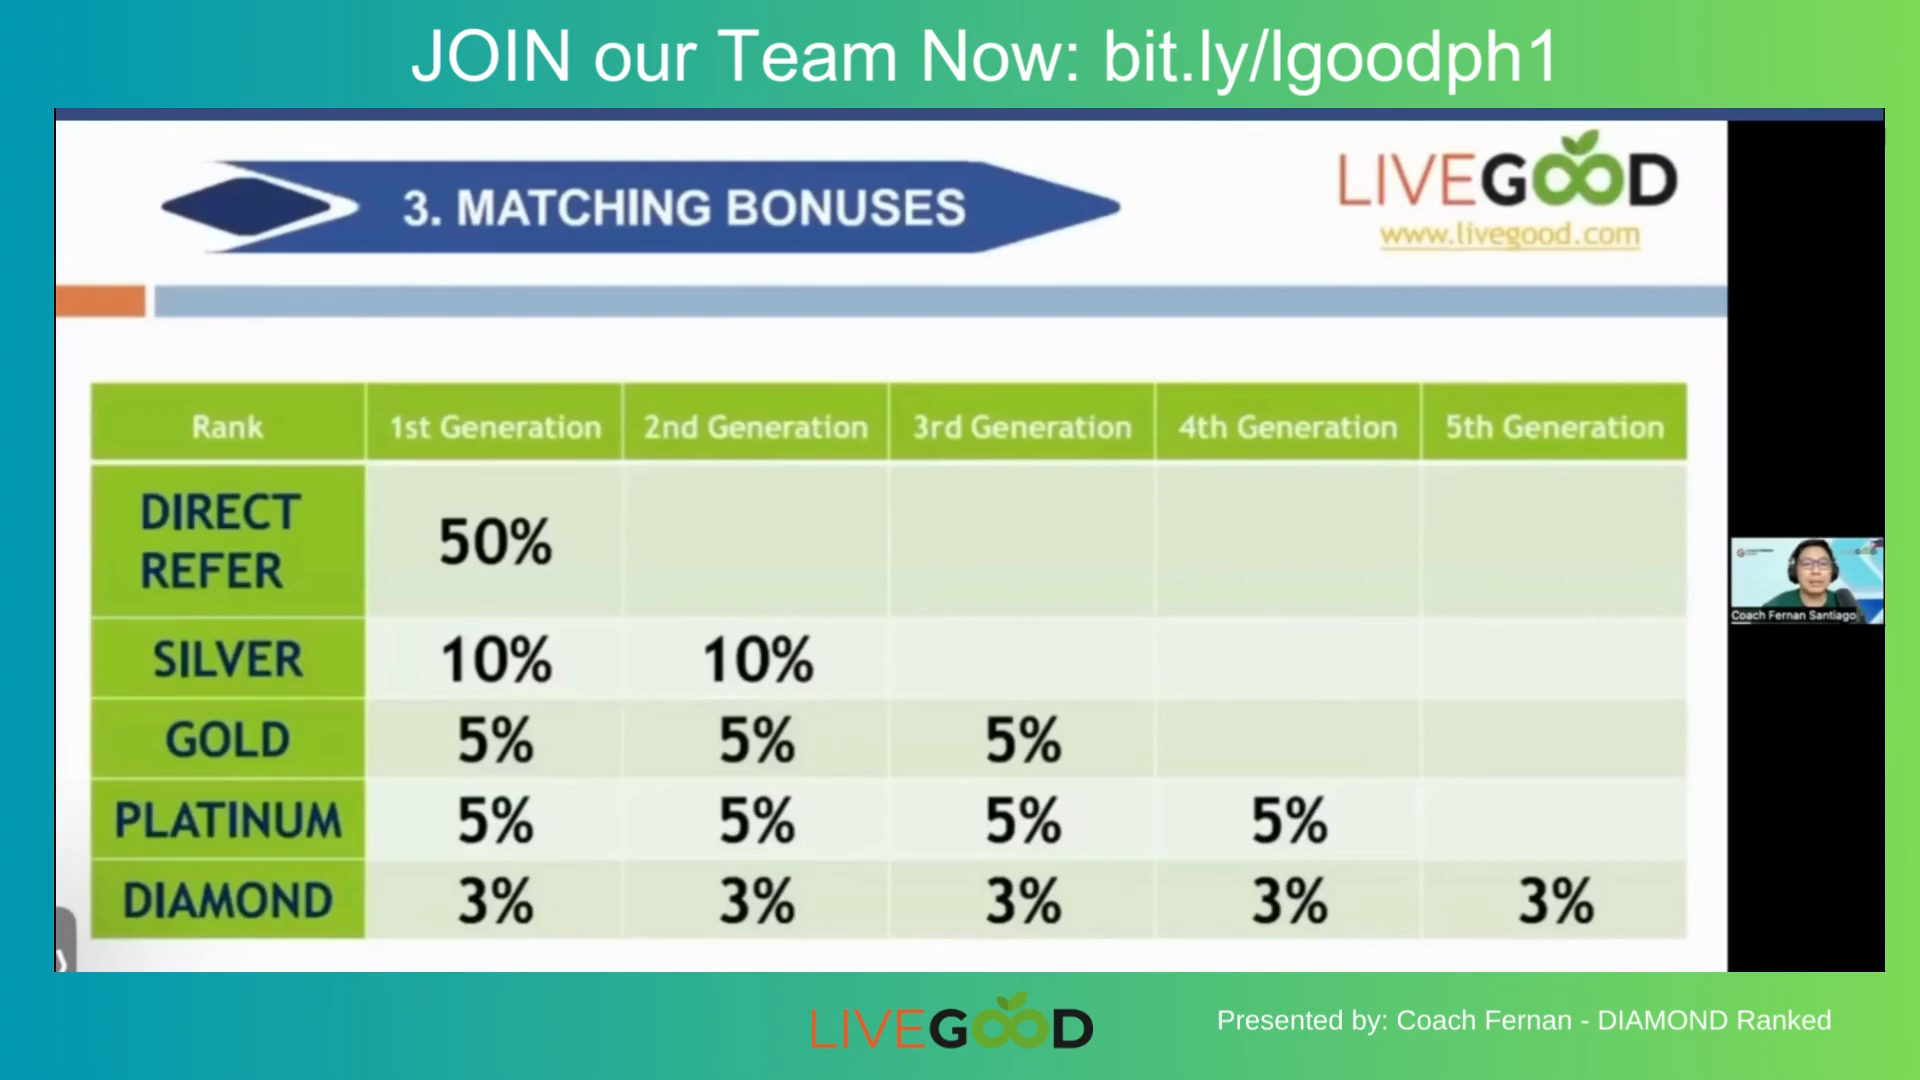 JOIN our Team Now: bit.ly/lgoodph1
3. MATCHING BONUSES
LIVEGOOD
www.livegood.com
Rank 1st Generation 2nd Generation 3rd Generation 4th Generation 5th Generation
DIRECT
REFER
50%
SILVER 10% 10%
GOLD 5% 5% 5%
PLATINUM 5% 5% 5% 5%
DIAMOND 3% 3% 3% 3% 3%
Coach Fernan Santiago
LIVEGOOD
Presented by: Coach Fernan - DIAMOND Ranked